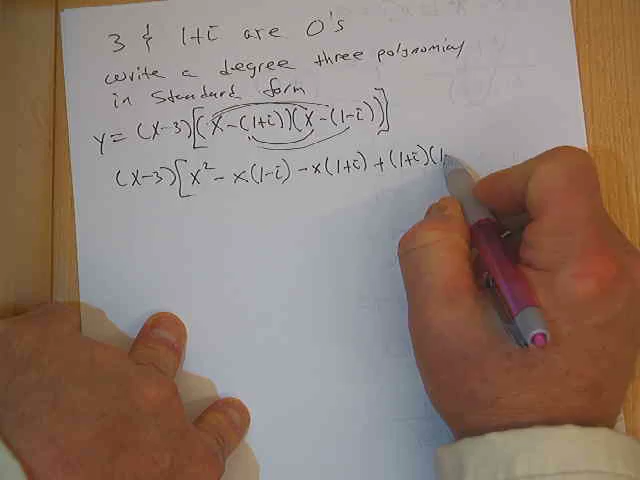 3 & 1+i are 0's
write a degree three polynomial
in Standard form
y = (x-3)[(x-(1+i))(x-(1-i))]
(x-3)[x² - x(1-i) - x(1+i) + (1+i)(1